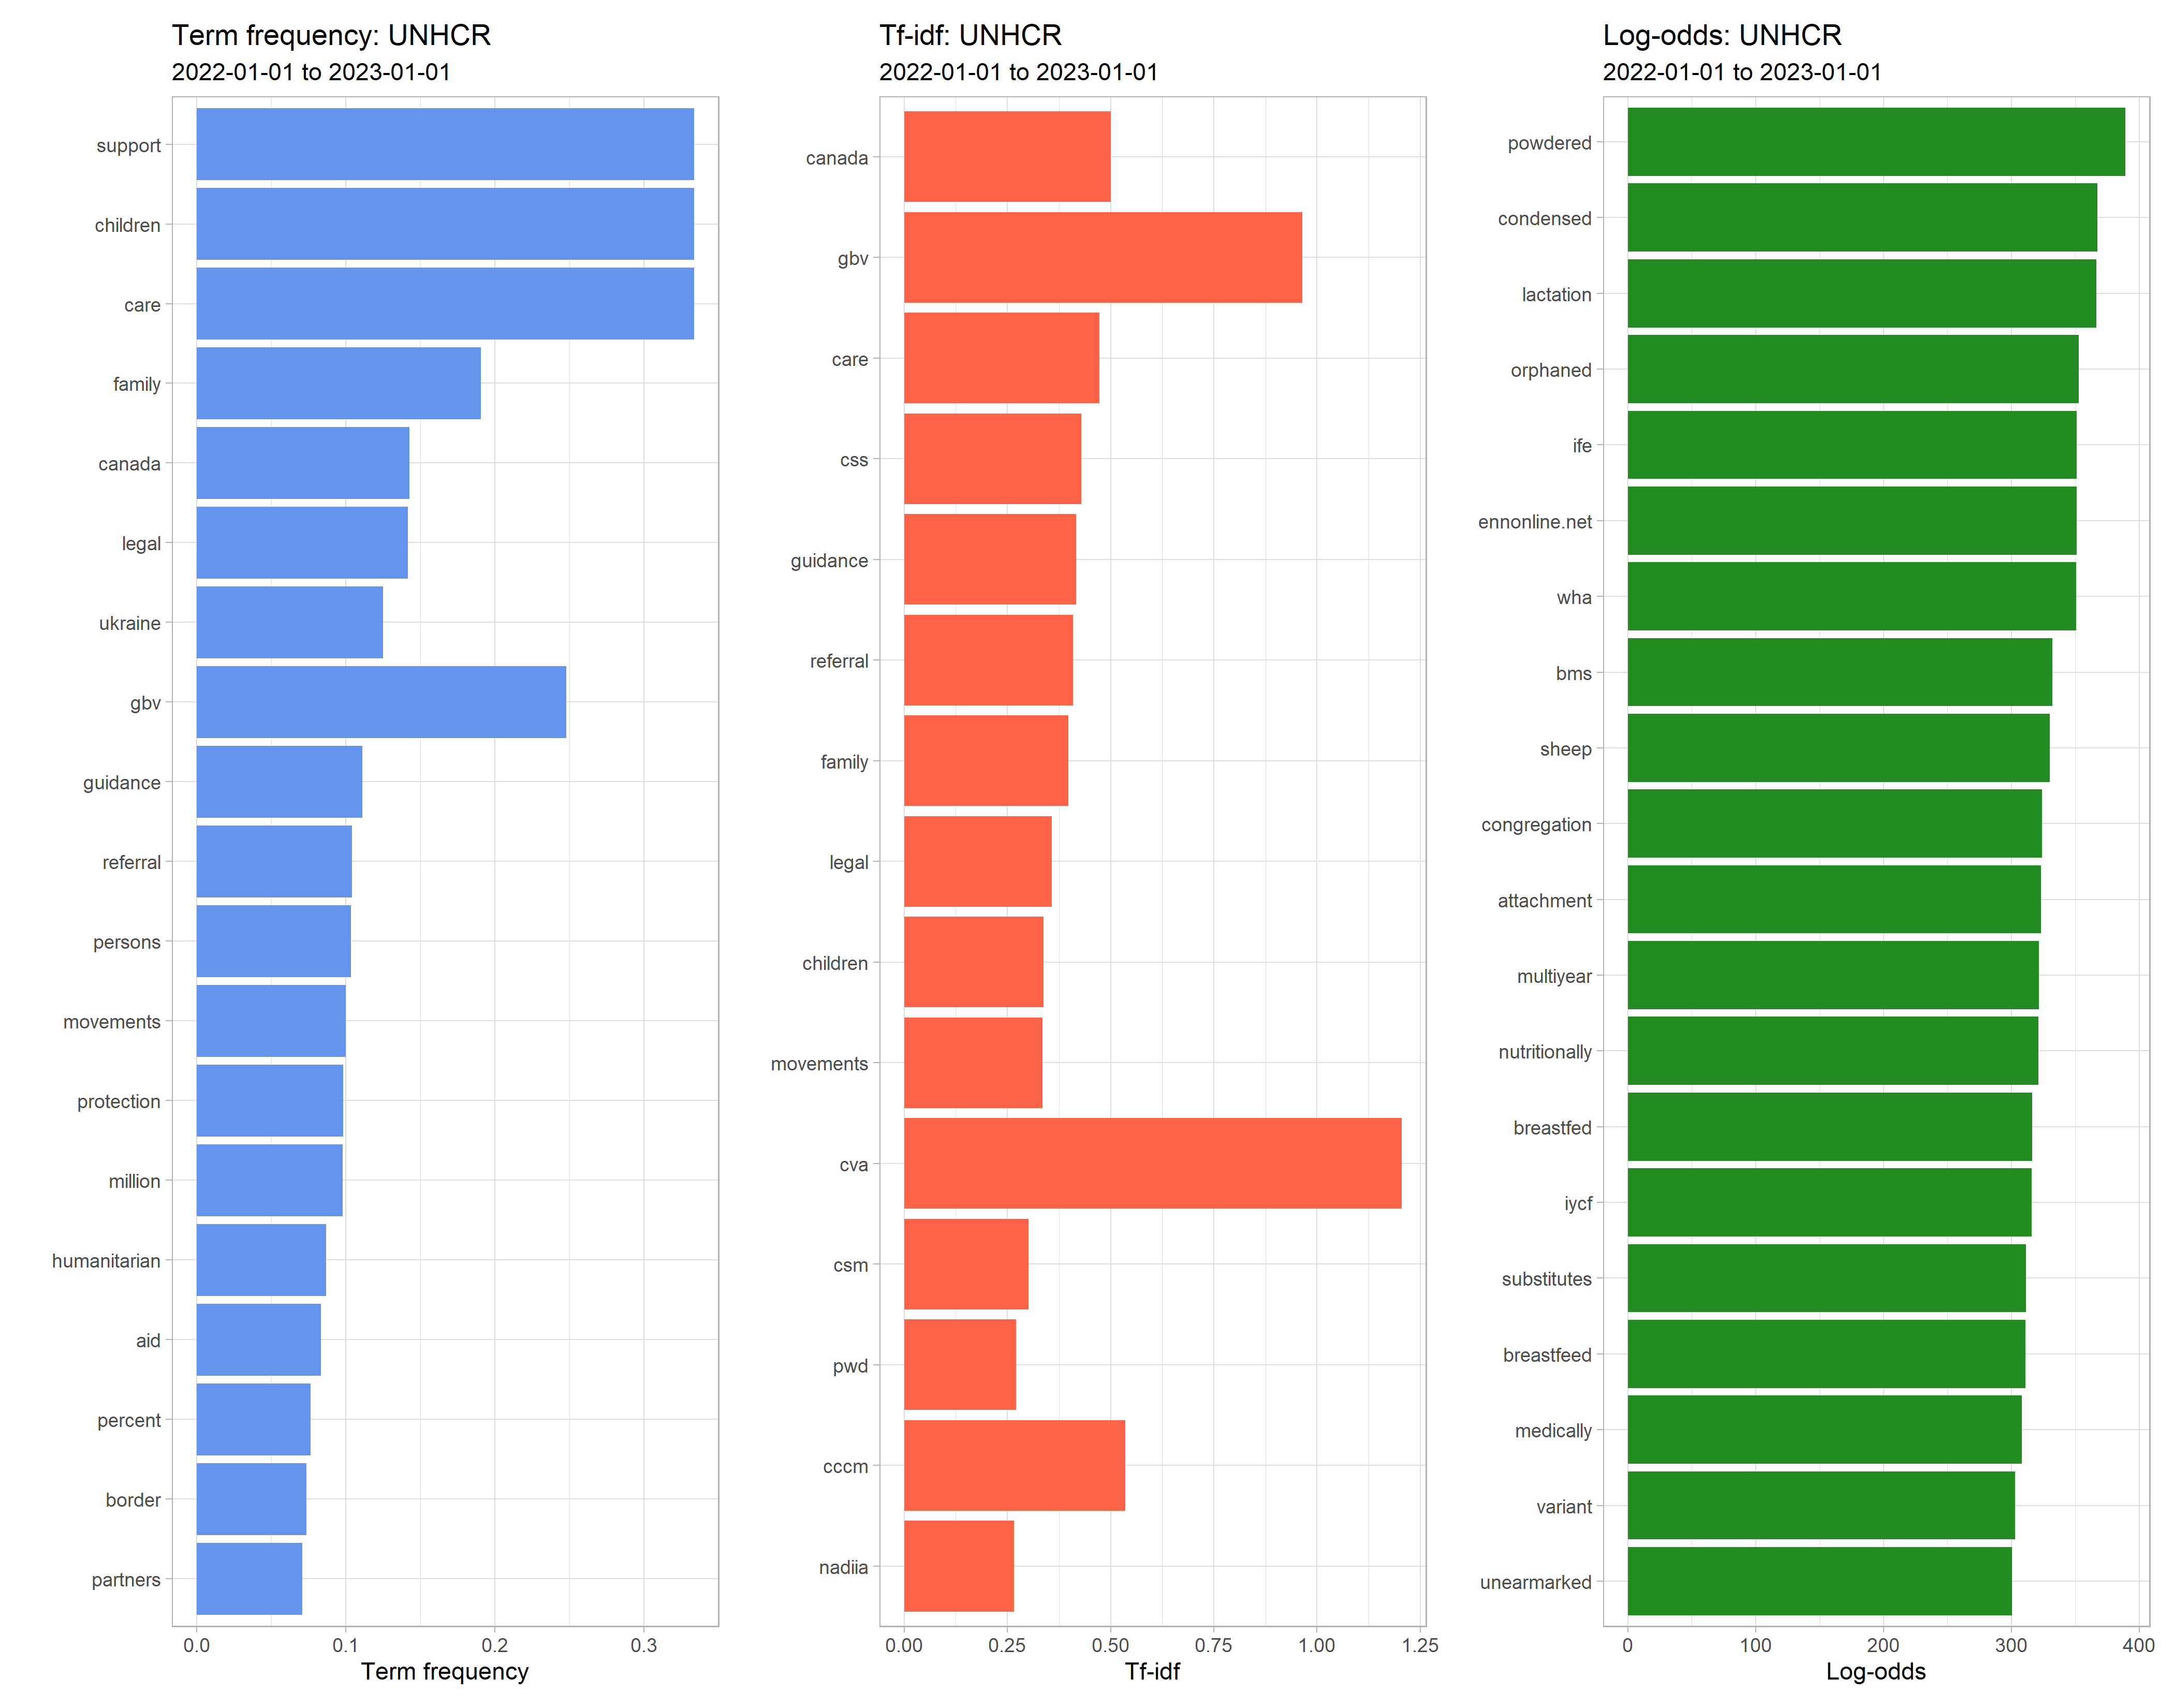 Term frequency: UNHCR
2022-01-01 to 2023-01-01
support
children
care
family
canada
legal
ukraine
gbv
guidance
referral
persons
movements
protection
million
humanitarian
aid
percent
border
partners
0.0 0.1 0.2 0.3
Term frequency
Tf-idf: UNHCR
2022-01-01 to 2023-01-01
canada
gbv
care
css
guidance
referral
family
legal
children
movements
cva
csm
pwd
cccm
nadiia
0.00 0.25 0.50 0.75 1.00 1.25
Tf-idf
Log-odds: UNHCR
2022-01-01 to 2023-01-01
powdered
condensed
lactation
orphaned
ife
ennonline.net
wha
bms
sheep
congregation
attachment
multiyear
nutritionally
breastfed
iycf
substitutes
breastfeed
medically
variant
unearmarked
0 100 200 300 400
Log-odds